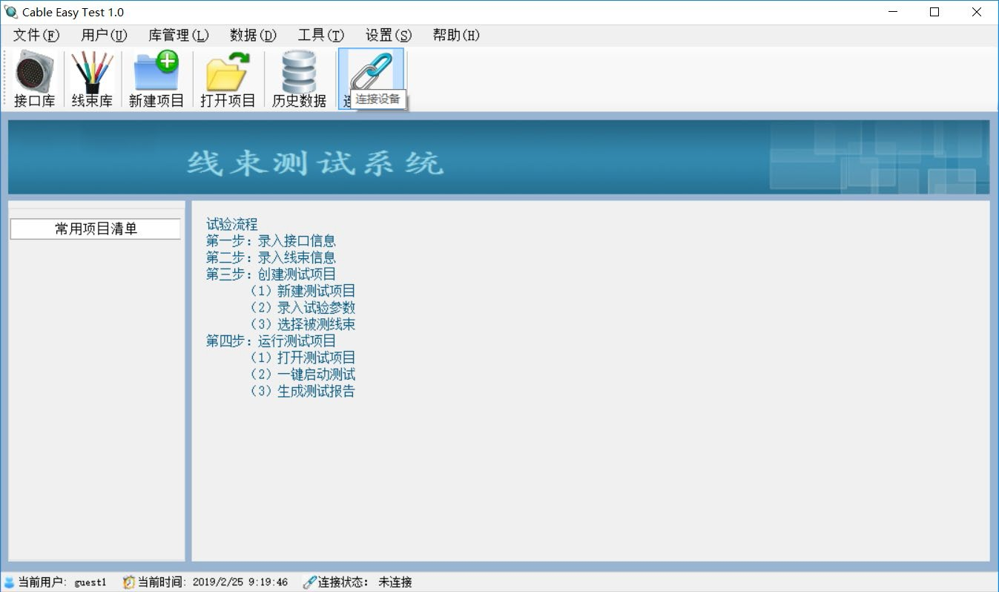 Cable Easy Test 1.0
文件(F) 用户(U) 库管理(L) 数据(D) 工具(T) 设置(S) 帮助(H)
接口库 线束库 新建项目 打开项目 历史数据 连接设备
线束测试系统
常用项目清单
试验流程
第一步：录入接口信息
第二步：录入线束信息
第三步：创建测试项目
（1）新建测试项目
（2）录入试验参数
（3）选择被测线束
第四步：运行测试项目
（1）打开测试项目
（2）一键启动测试
（3）生成测试报告
当前用户: guest1 当前时间: 2019/2/25 9:19:46 连接状态： 未连接